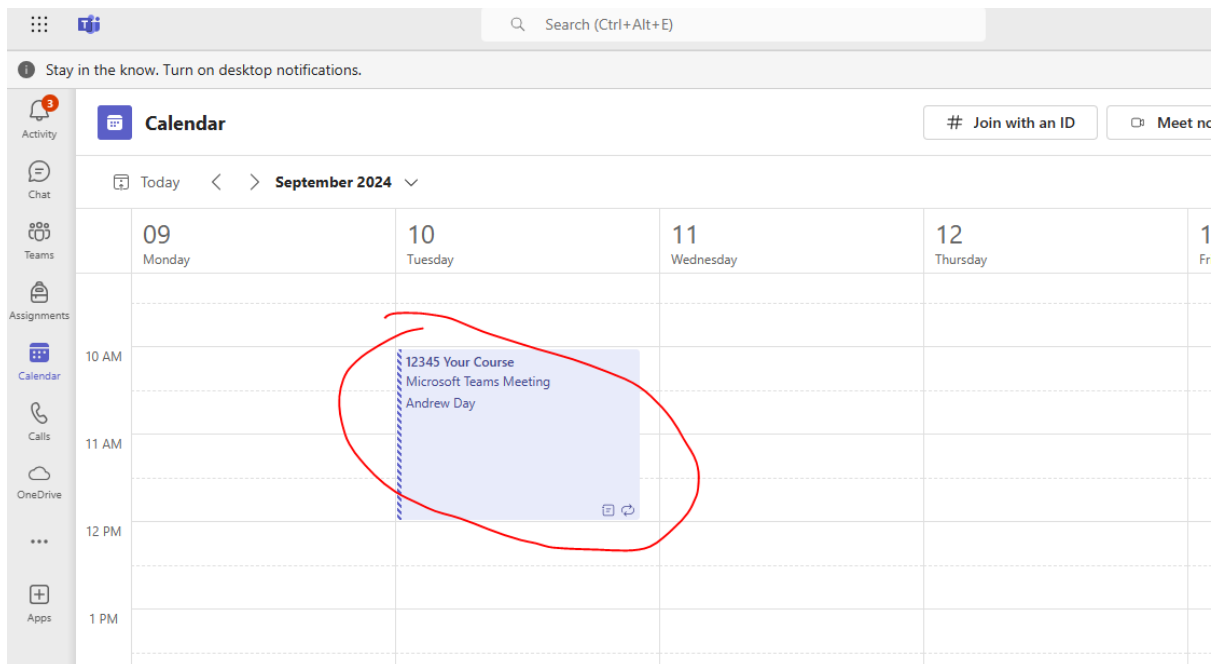 Search (Ctrl+Alt+E)
Stay in the know. Turn on desktop notifications.
3
Activity
Chat
Teams
Assignments
Calendar
Calls
OneDrive
Apps
Calendar
# Join with an ID
Meet no
Today
September 2024
09
Monday
10
Tuesday
11
Wednesday
12
Thursday
1
Fr
10 AM
11 AM
12 PM
1 PM
12345 Your Course
Microsoft Teams Meeting
Andrew Day